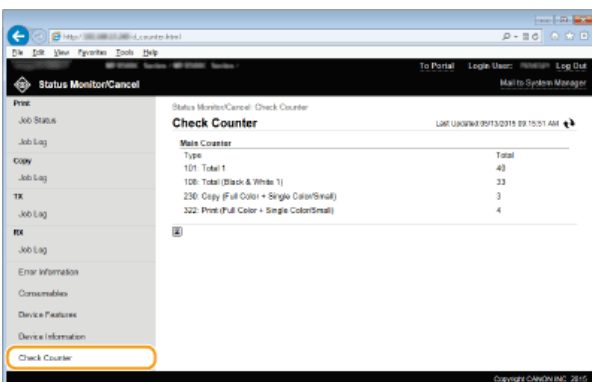 File Edit View Favorites Tools Help
To Portal Login User: Log Out
Status Monitor/Cancel Mail to System Manager
Print
Job Status
Job Log
Copy
Job Log
TX
Job Log
RX
Job Log
Error Information
Consumables
Device Features
Device Information
Check Counter
Status Monitor/Cancel: Check Counter
Check Counter Last Updated:05/13/2015 09:15:51 AM
Main Counter
Type Total
101: Total 1 40
108: Total (Black & White 1) 33
230: Copy (Full Color + Single Color/Small) 3
322: Print (Full Color + Single Color/Small) 4
Copyright CANON INC. 2015